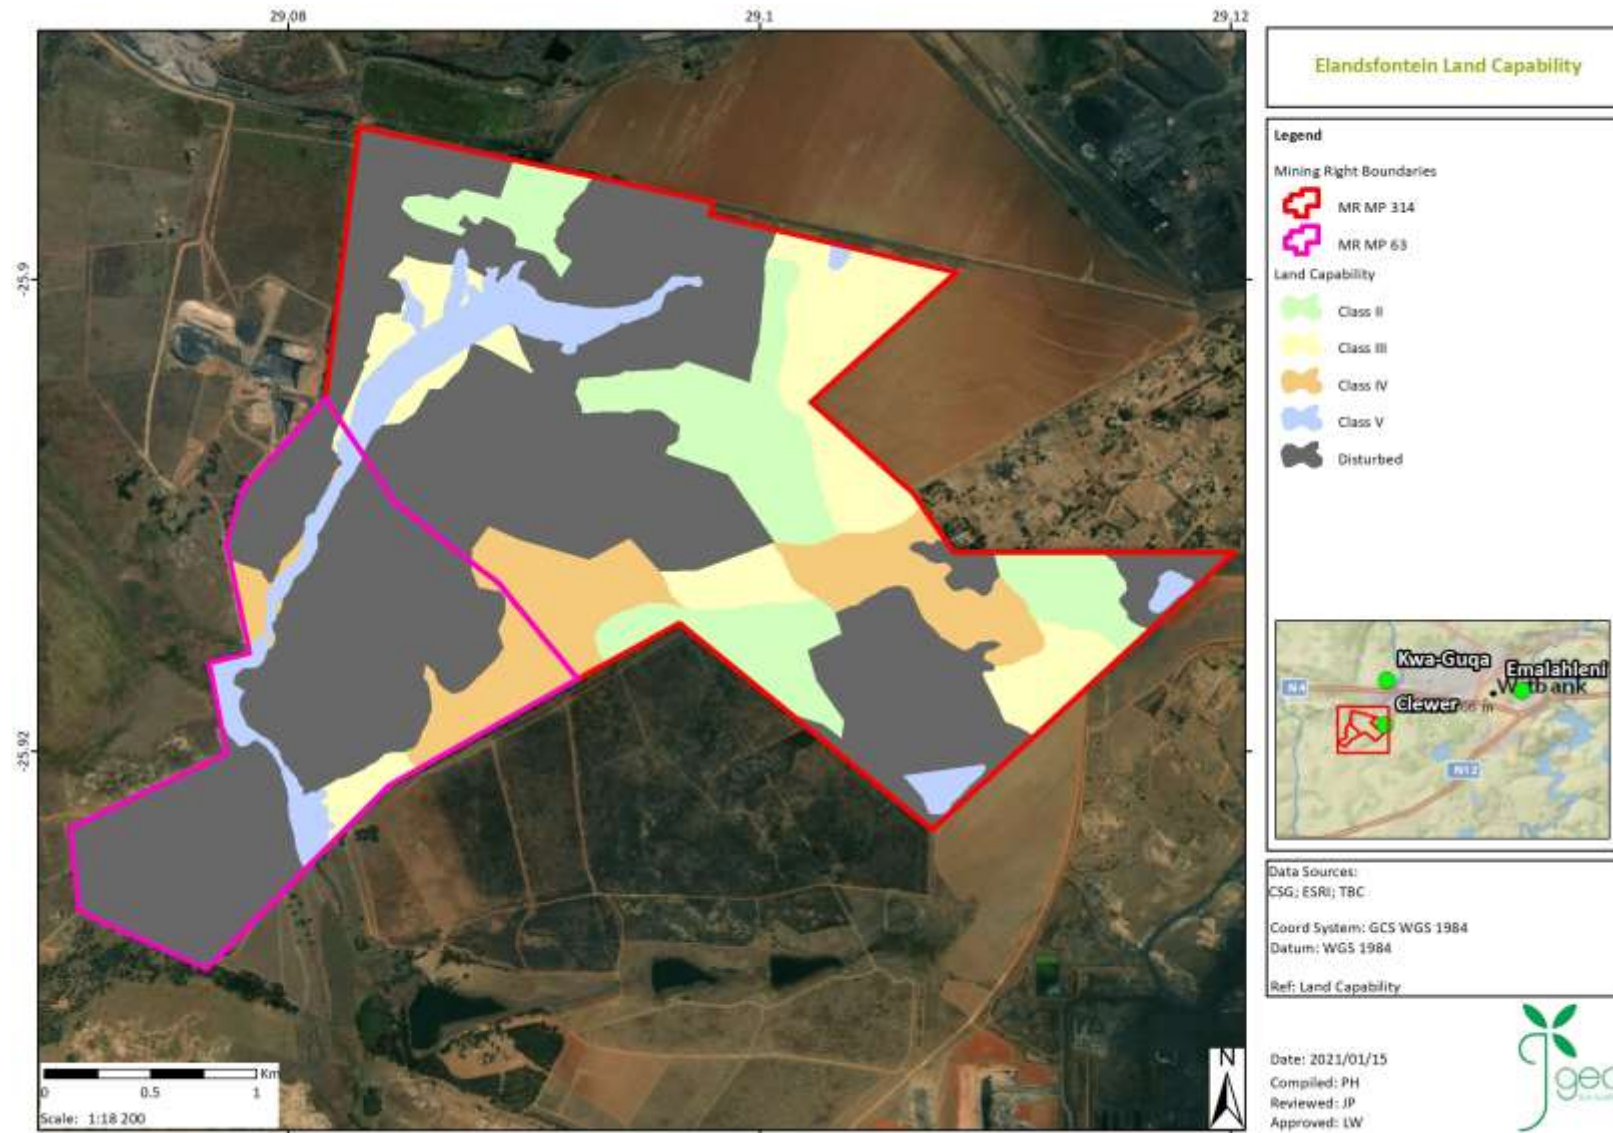 29.08
29.1
29.12
-25.9
-25.92
Elandsfontein Land Capability
Legend
Mining Right Boundaries
MR MP 314
MR MP 63
Land Capability
Class II
Class III
Class IV
Class V
Disturbed
Kwa-Guqa
Emalahleni
Clewer
N4
N12
Data Sources:
CSG; ESRI; TBC
Coord System: GCS WGS 1984
Datum: WGS 1984
Ref: Land Capability
Date: 2021/01/15
Compiled: PH
Reviewed: JP
Approved: LW
N
Km
0 0.5 1
Scale: 1:18 200